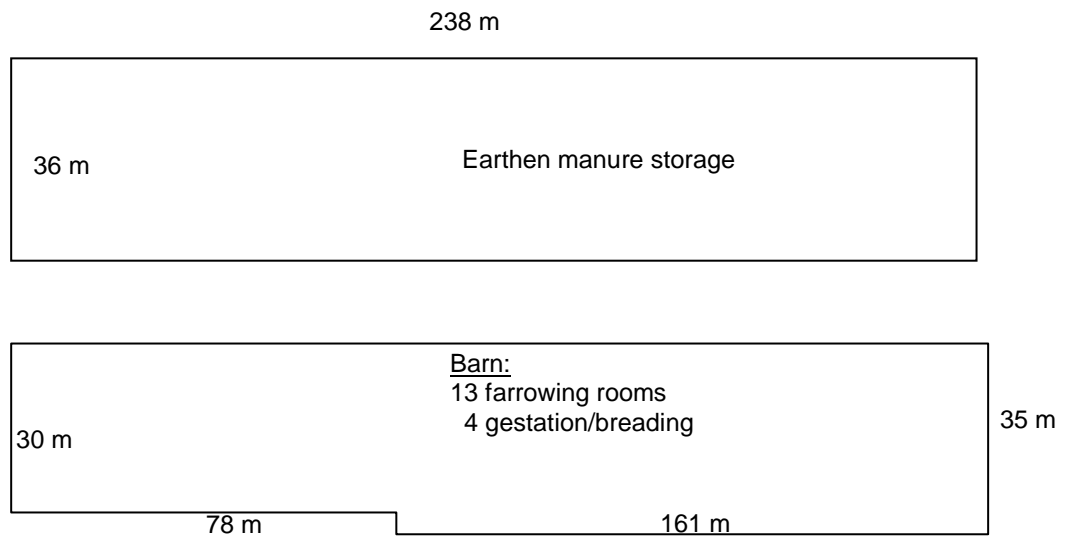 238 m
36 m
Earthen manure storage
Barn:
13 farrowing rooms
4 gestation/breading
30 m
35 m
78 m
161 m